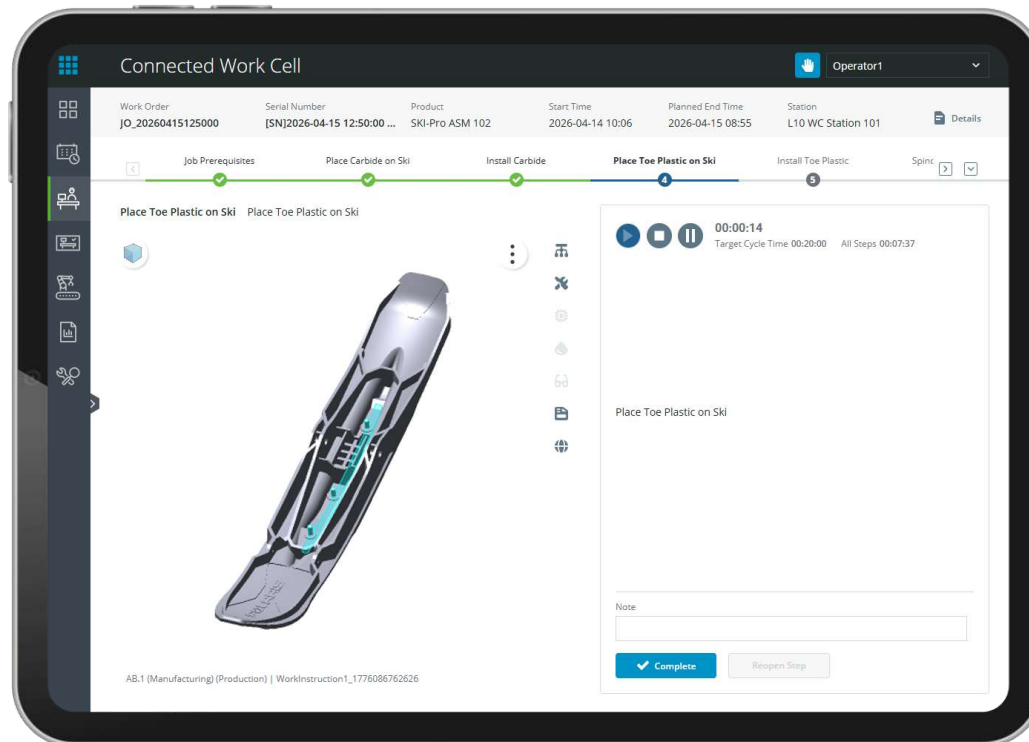 Connected Work Cell
Operator1
Work Order
Serial Number
Product
Start Time
Planned End Time
Station
JO_20260415125000
[SN]2026-04-15 12:50:00 ...
SKI-Pro ASM 102
2026-04-14 10:06
2026-04-15 08:55
L10 WC Station 101
Details
Job Prerequisites
Place Carbide on Ski
Install Carbide
Place Toe Plastic on Ski
Install Toe Plastic
4
5
Place Toe Plastic on Ski Place Toe Plastic on Ski
00:00:14
Target Cycle Time 00:20:00 All Steps 00:07:37
Place Toe Plastic on Ski
POLARIS
Note
Complete
Reopen Step
AB.1 (Manufacturing) (Production) | WorkInstruction1_1776086762626